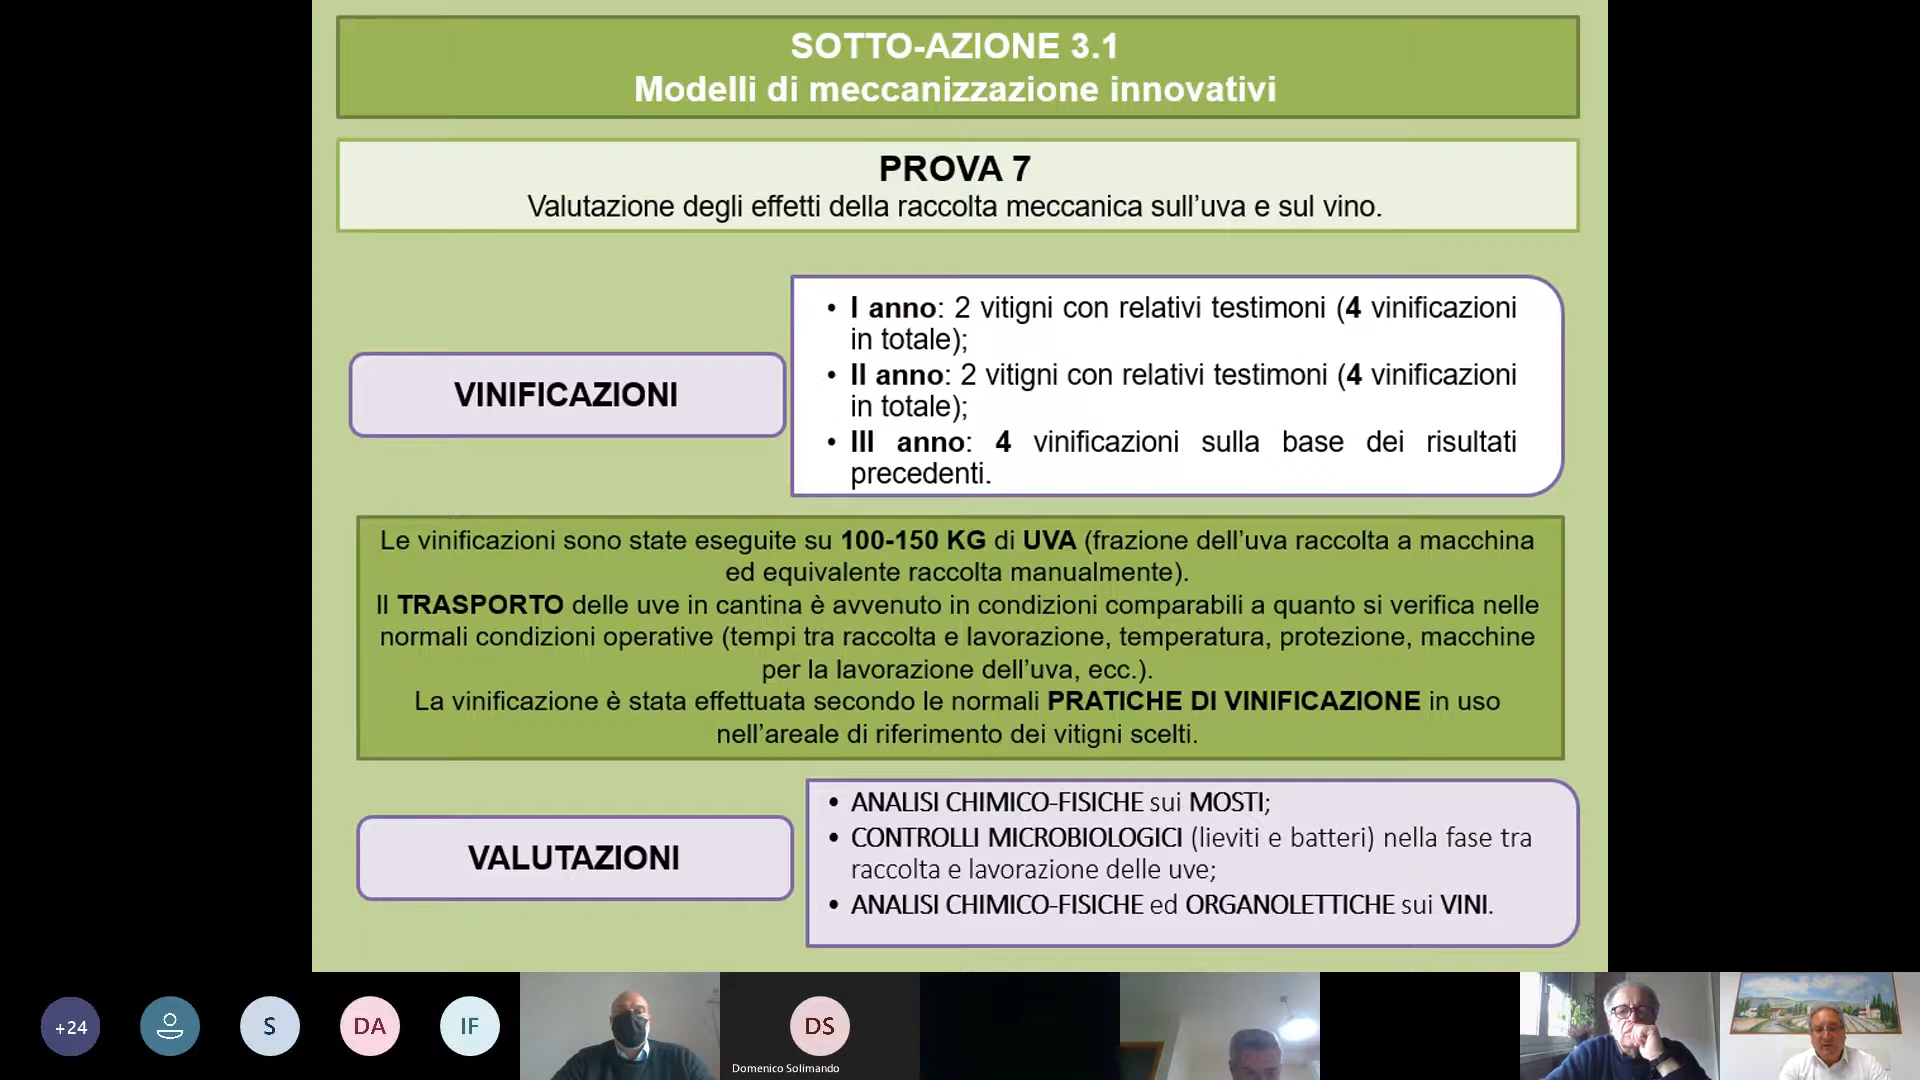 SOTTO-AZIONE 3.1
Modelli di meccanizzazione innovativi
PROVA 7
Valutazione degli effetti della raccolta meccanica sull’uva e sul vino.
VINIFICAZIONI
• I anno: 2 vitigni con relativi testimoni (4 vinificazioni
in totale);
• II anno: 2 vitigni con relativi testimoni (4 vinificazioni
in totale);
• III anno: 4 vinificazioni sulla base dei risultati
precedenti.
Le vinificazioni sono state eseguite su 100-150 KG di UVA (frazione dell’uva raccolta a macchina
ed equivalente raccolta manualmente).
Il TRASPORTO delle uve in cantina è avvenuto in condizioni comparabili a quanto si verifica nelle
normali condizioni operative (tempi tra raccolta e lavorazione, temperatura, protezione, macchine
per la lavorazione dell’uva, ecc.).
La vinificazione è stata effettuata secondo le normali PRATICHE DI VINIFICAZIONE in uso
nell’areale di riferimento dei vitigni scelti.
VALUTAZIONI
• ANALISI CHIMICO-FISICHE sui MOSTI;
• CONTROLLI MICROBIOLOGICI (lieviti e batteri) nella fase tra
raccolta e lavorazione delle uve;
• ANALISI CHIMICO-FISICHE ed ORGANOLETTICHE sui VINI.
+24
S
DA
IF
DS
Domenico Solimando